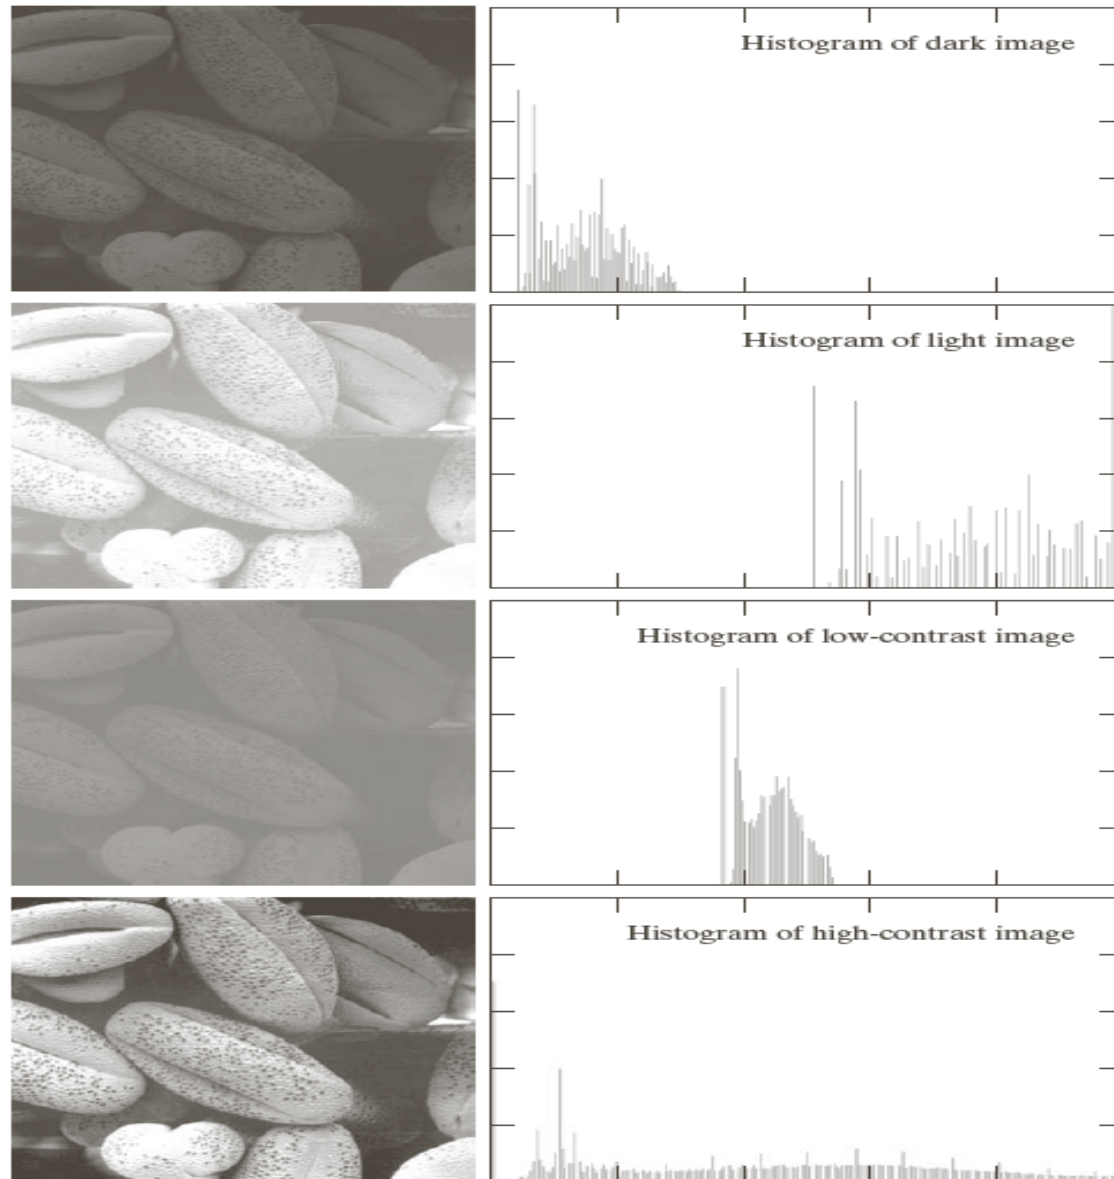 Histogram of dark image
Histogram of light image
Histogram of low-contrast image
Histogram of high-contrast image